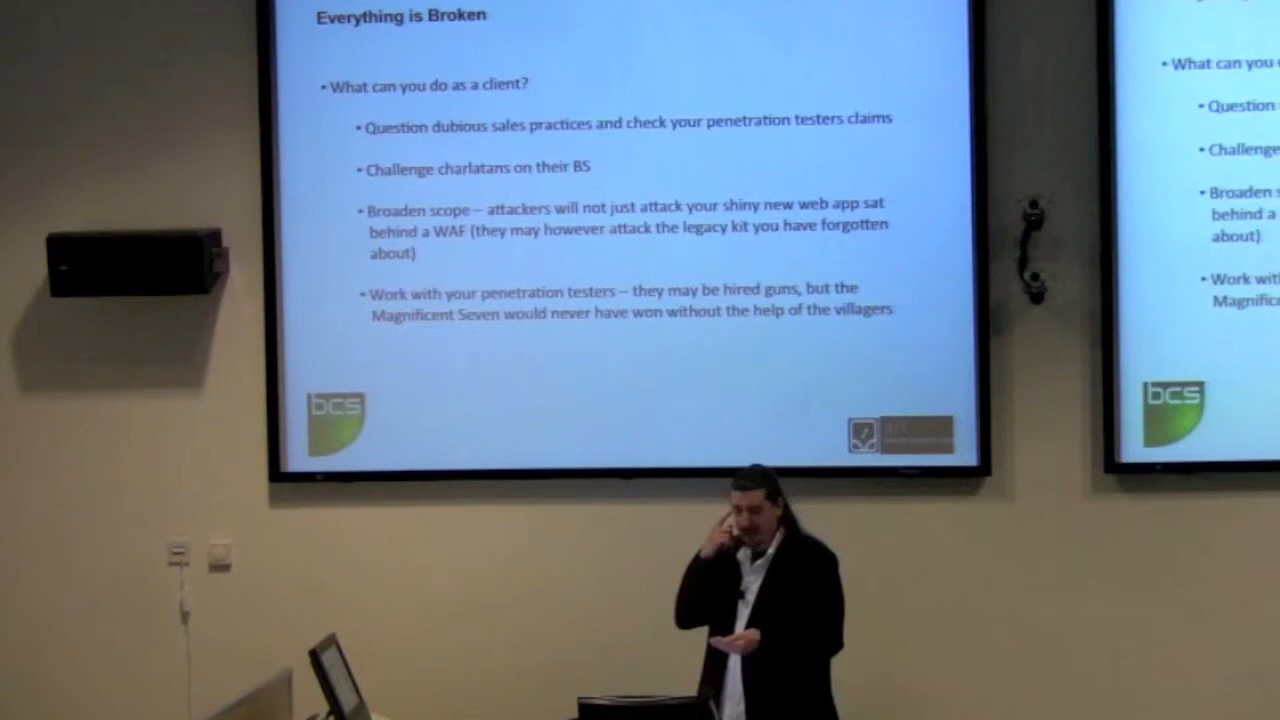 Everything is Broken
• What can you do as a client?
• Question dubious sales practices and check your penetration testers claims
• Challenge charlatans on their BS
• Broaden scope – attackers will not just attack your shiny new web app sat
behind a WAF (they may however attack the legacy kit you have forgotten
about)
• Work with your penetration testers – they may be hired guns, but the
Magnificent Seven would never have won without the help of the villagers
bcs
• What can you
• Question
• Challenge
• Broaden
behind a
about)
• Work
bcs